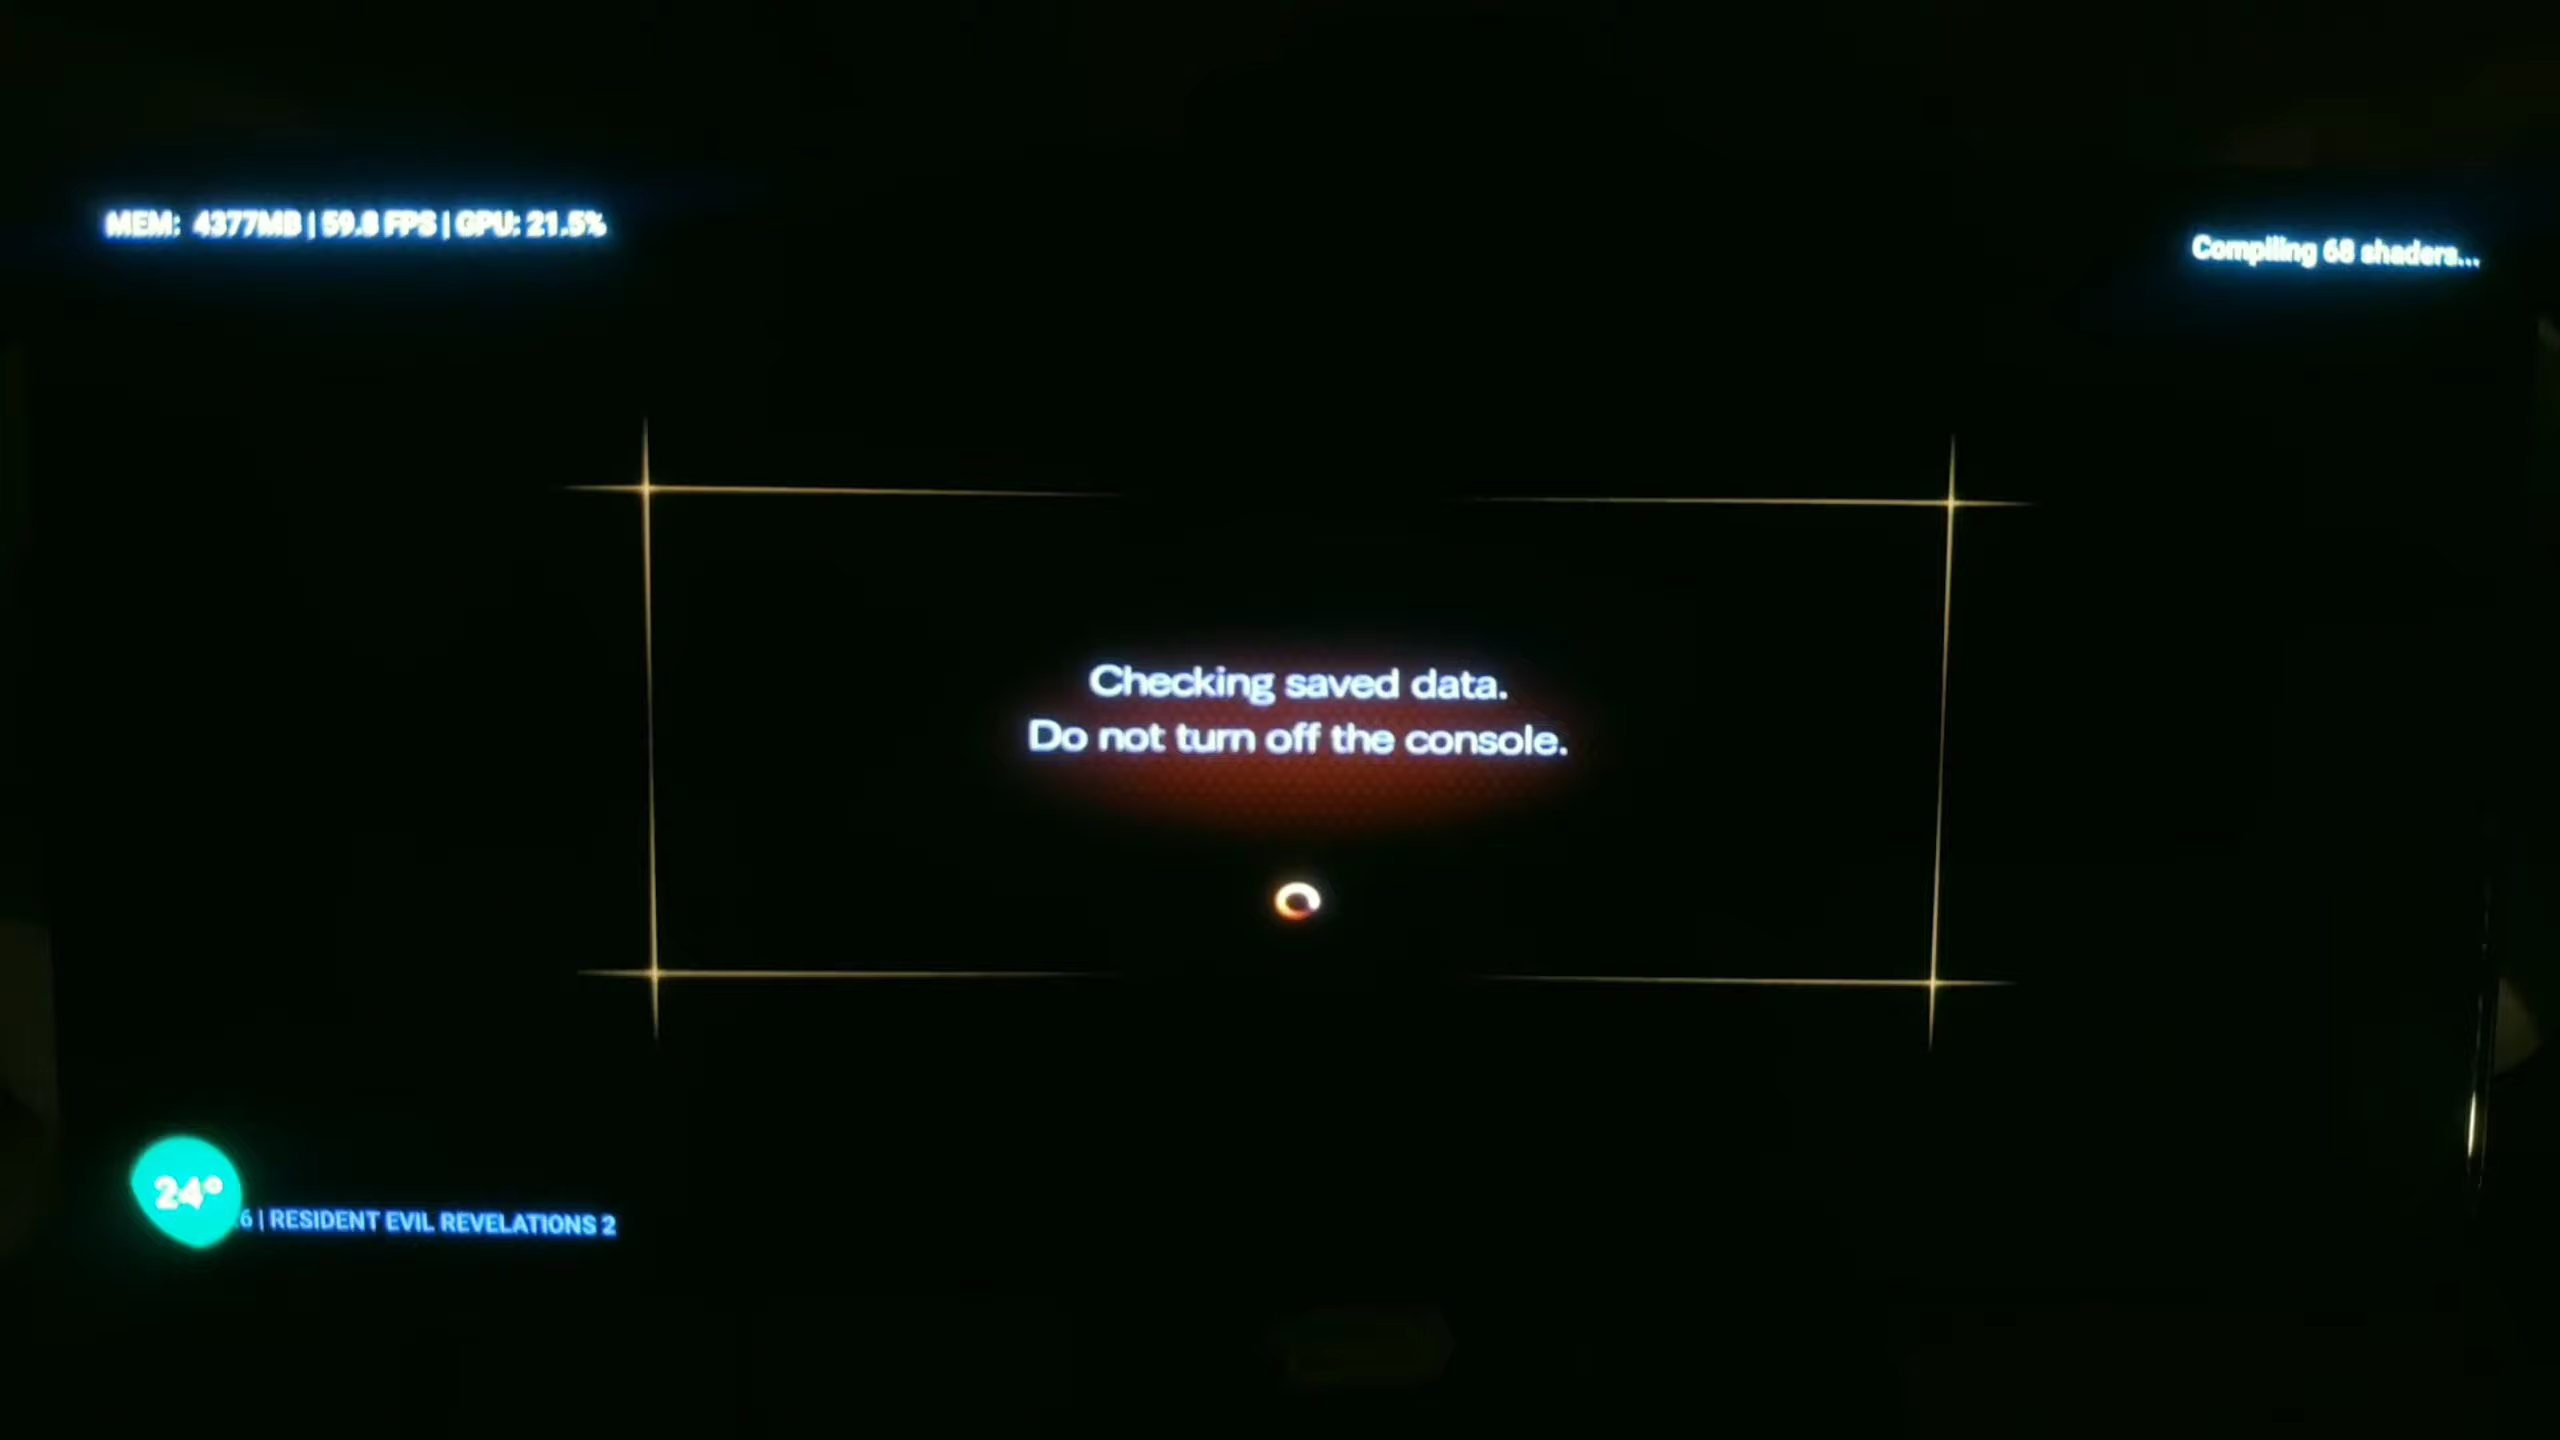 MEM: 4377MB | 59.8 FPS | GPU: 21.5%
Compiling 68 shaders...
Checking saved data.
Do not turn off the console.
24°
6 | RESIDENT EVIL REVELATIONS 2